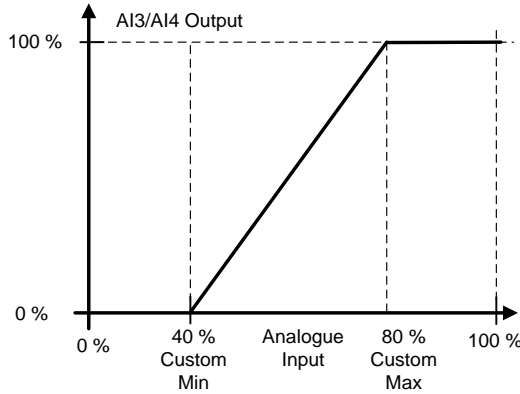 AI3/AI4 Output
100 %
0 %
0 %
40 %
Custom
Min
Analogue
Input
80 %
Custom
Max
100 %